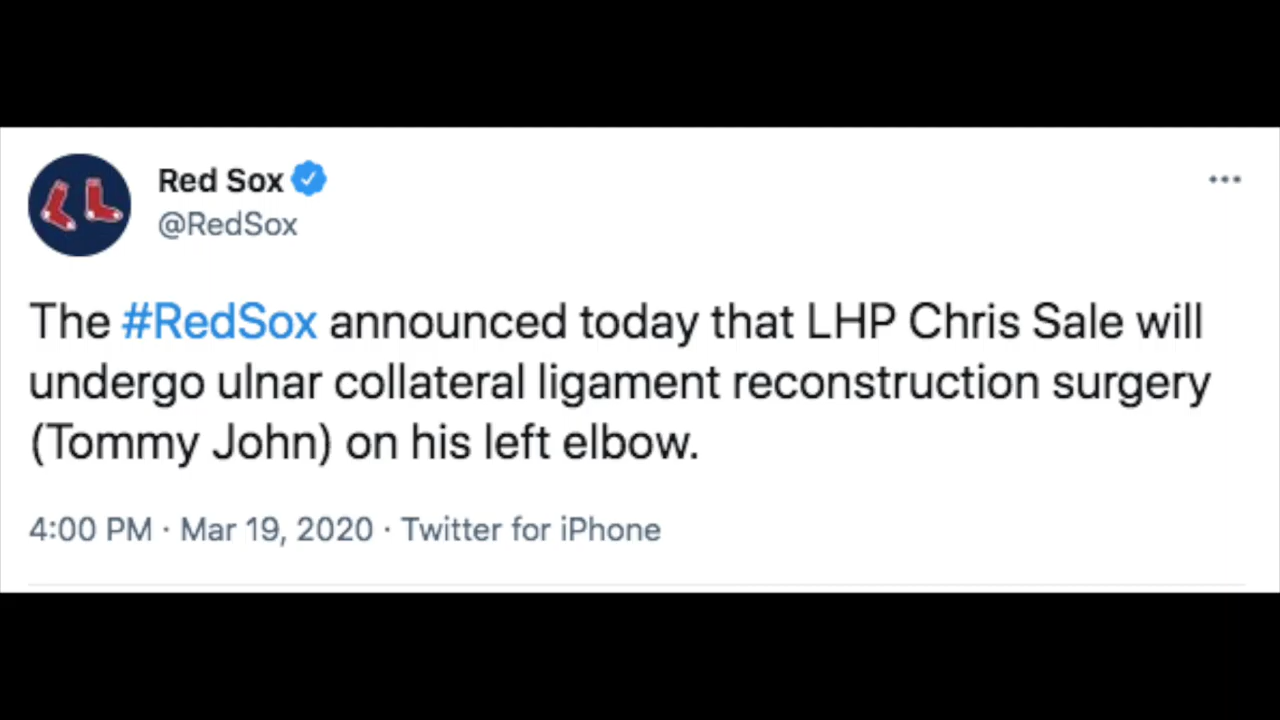 Red Sox
@RedSox
The #RedSox announced today that LHP Chris Sale will
undergo ulnar collateral ligament reconstruction surgery
(Tommy John) on his left elbow.
4:00 PM · Mar 19, 2020 · Twitter for iPhone